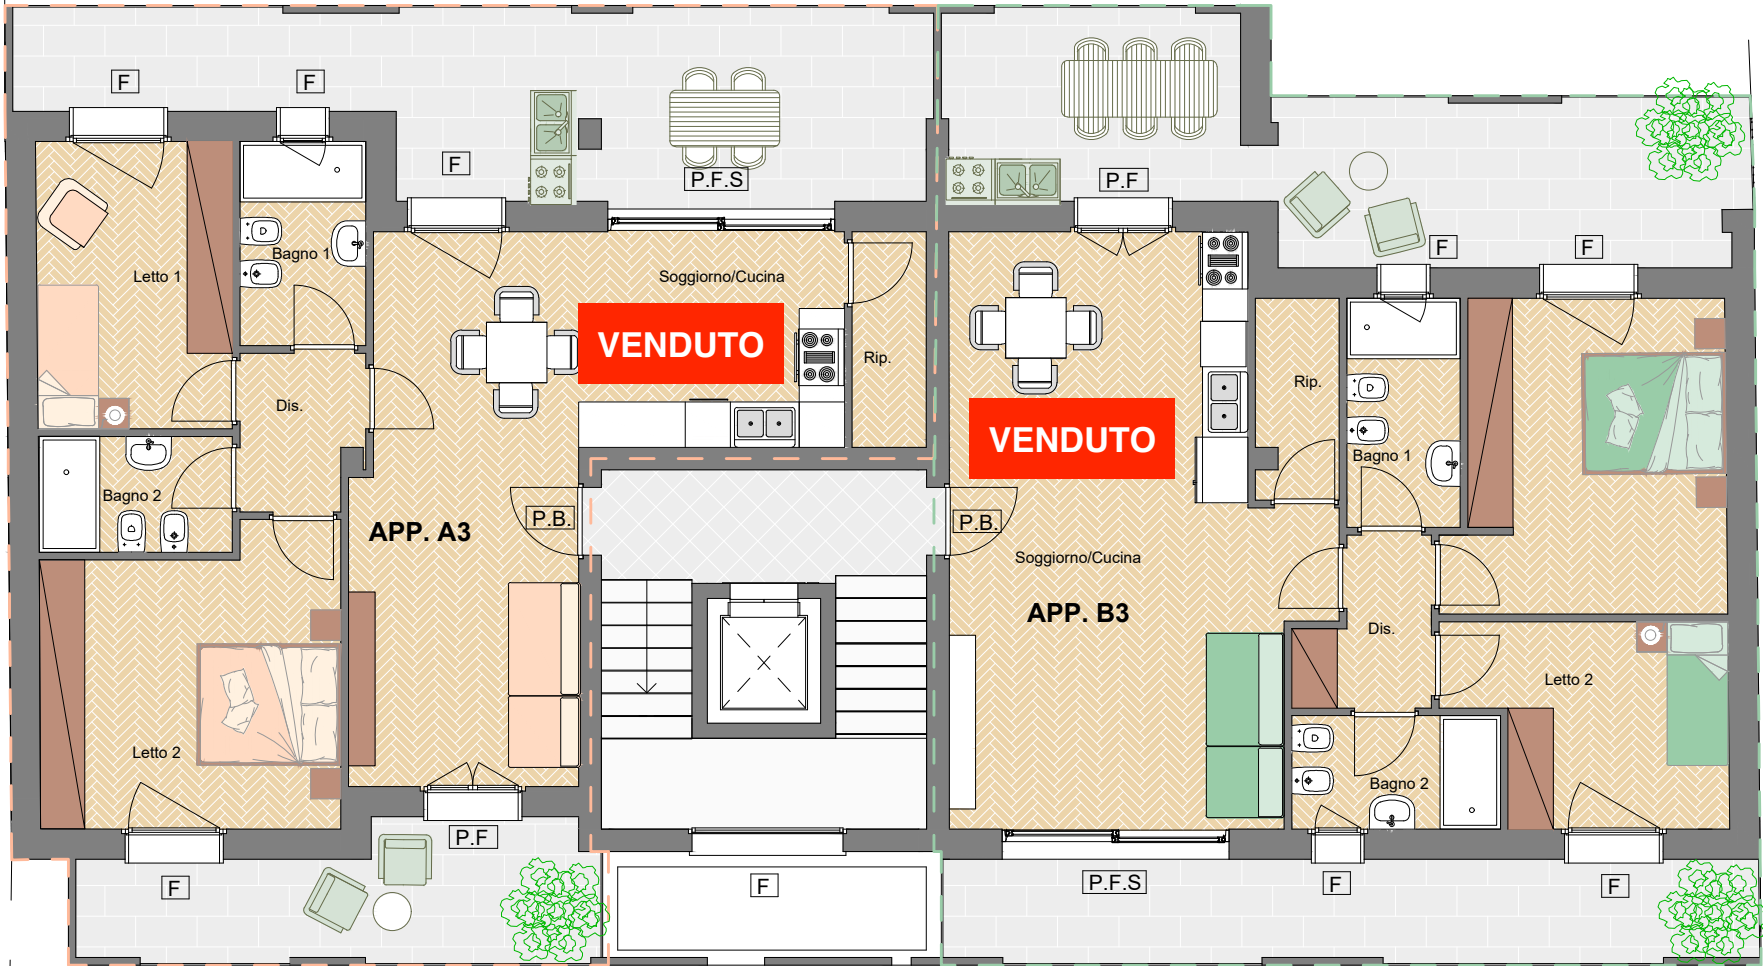 F
F
F
P.F.S
P.F
F
F
Bagno 1
Letto 1
Soggiorno/Cucina
VENDUTO
Rip.
Rip.
Dis.
VENDUTO
Bagno 1
Bagno 2
APP. A3
P.B.
P.B.
Soggiorno/Cucina
APP. B3
Dis.
Letto 2
Letto 2
Bagno 2
P.F
F
F
P.F.S
F
F